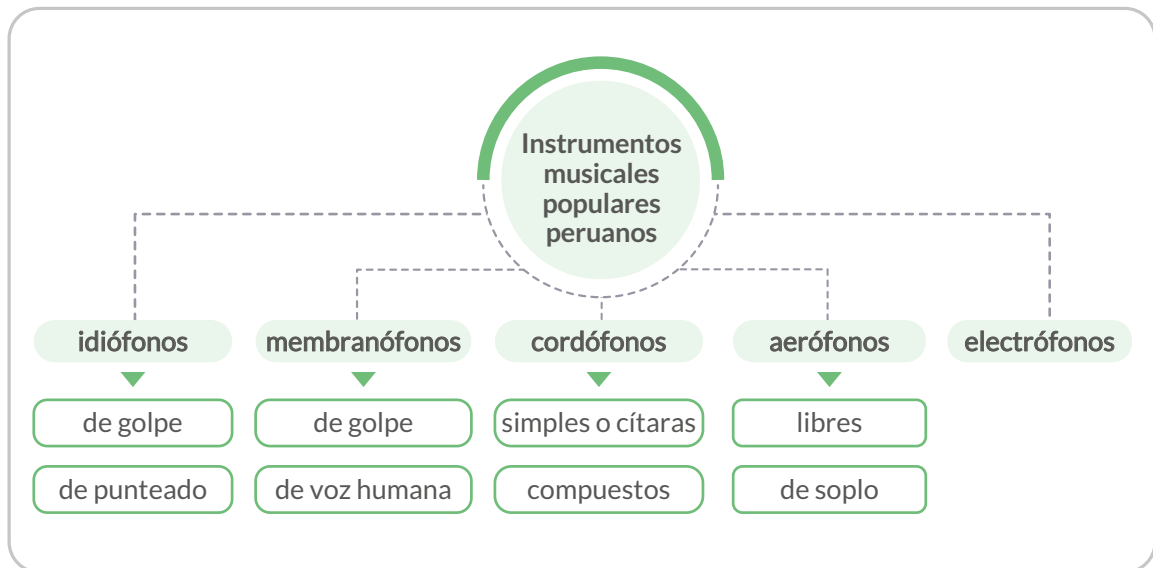 Instrumentos
musicales
populares
peruanos
idiófonos
membranófonos
cordófonos
aerófonos
electrófonos
de golpe
de golpe
simples o cítaras
libres
de punteado
de voz humana
compuestos
de soplo